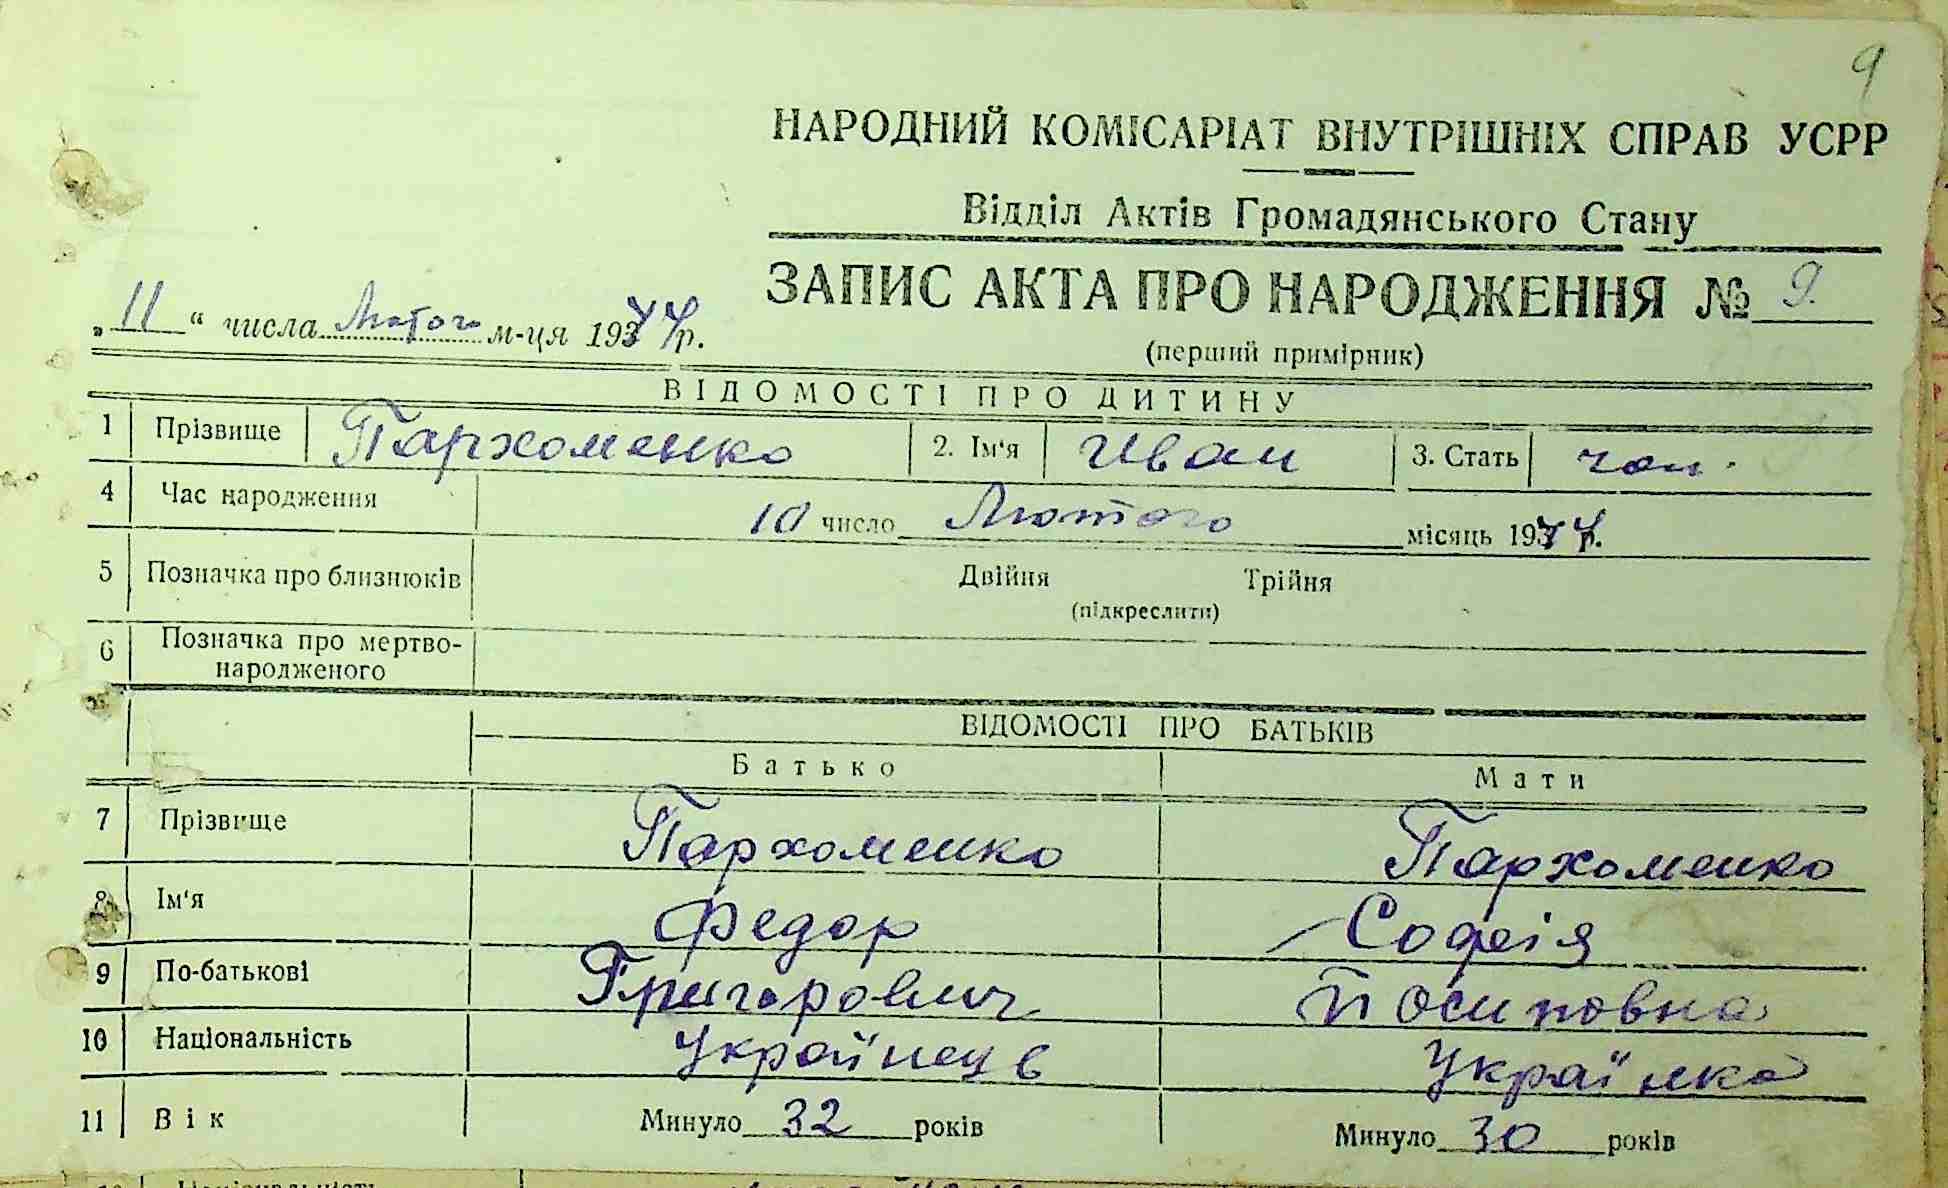 9
НАРОДНИЙ КОМІСАРІАТ ВНУТРІШНІХ СПРАВ УСРР
Відділ Актів Громадянського Стану
ЗАПИС АКТА ПРО НАРОДЖЕННЯ № 9.
„11“ числа Лютого м-ця 1944р.
(перший примірник)
ВІДОМОСТІ ПРО ДИТИНУ
1 Прізвище Пархоменко 2. Ім'я Иван 3. Стать чол.
4 Час народження 10 число Лютого місяць 1944р.
5 Позначка про близнюків Двійня Трійня
(підкреслити)
6 Позначка про мертво-
народженого
ВІДОМОСТІ ПРО БАТЬКІВ
Батько Мати
7 Прізвище Пархоменко Пархоменко
8 Ім'я Федор Софія
9 По-батькові Григорович Йосиповна
10 Національність Українець Українка
11 Вік Минуло 32 років Минуло 30 років